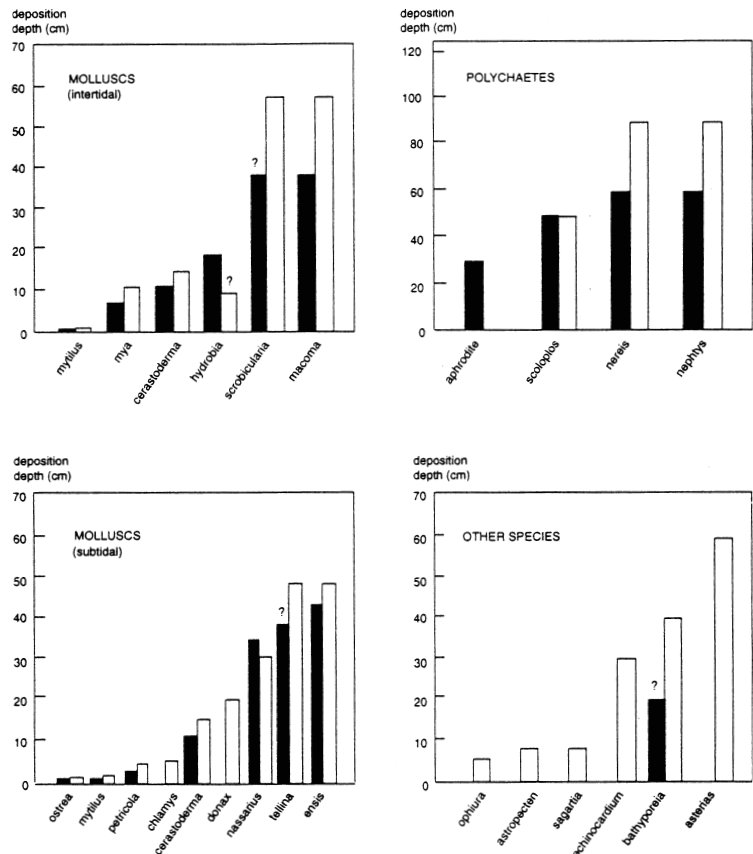 deposition
depth (cm)
70
60
50
40
30
20
10
0
MOLLUSCS
(intertidal)
?
?
mytilus
mya
cerastoderma
hydrobia
scrobicularia
macoma
deposition
depth (cm)
120
100
80
60
40
20
0
POLYCHAETES
aphrodite
scoloplos
nereis
nephtys
deposition
depth (cm)
70
60
50
40
30
20
10
0
MOLLUSCS
(subtidal)
?
ostrea
mytilus
petricola
chlamys
cerastoderma
donax
nassarius
tellina
ensis
deposition
depth (cm)
70
60
50
40
30
20
10
0
OTHER SPECIES
?
ophiura
astropecten
sagartia
echinocardium
bathyporeia
asterias